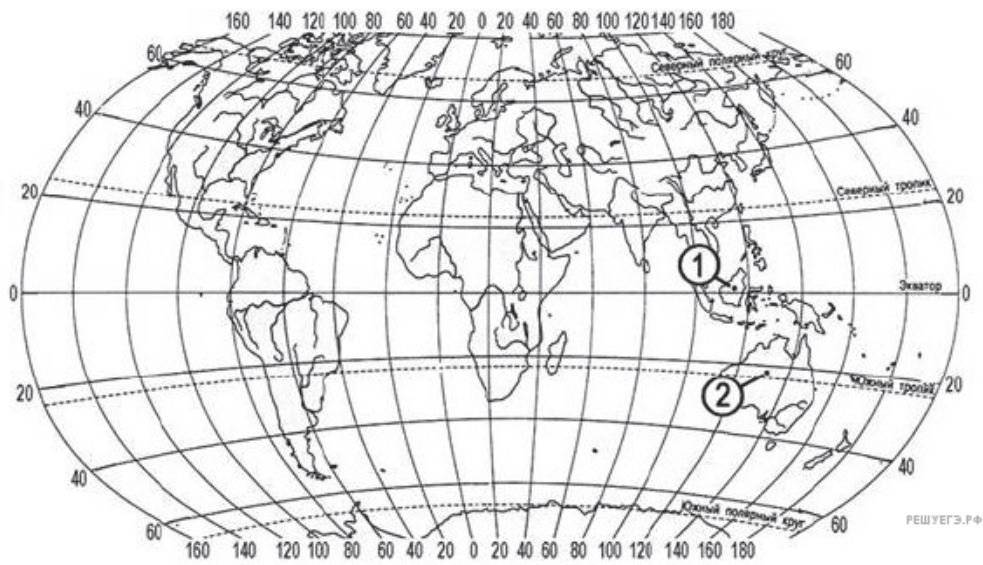 160 140 120 100 80 60 40 20 0 20 40 60 80 100 120 140 160 180
60 Северный полярный круг 60
40 40
20 Северный тропик 20
1
0 Экватор 0
20 Южный тропик 20
2
40 40
60 Южный полярный круг 60
РЕШУЕГЭ.РФ
160 140 120 100 80 60 40 20 0 20 40 60 80 100 120 140 160 180